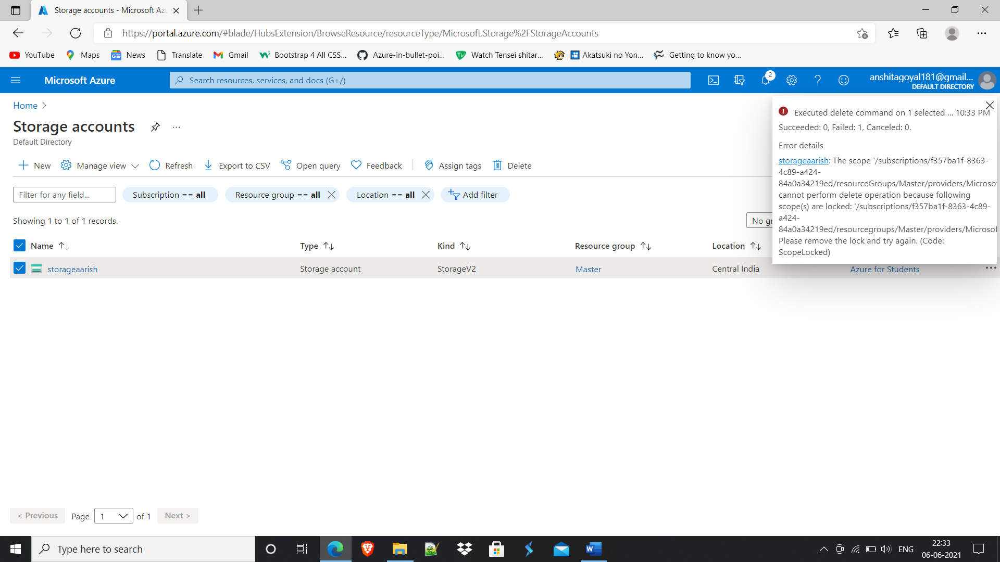 Storage accounts - Microsoft Az
https://portal.azure.com/#blade/HubsExtension/BrowseResource/resourceType/Microsoft.Storage%2FStorageAccounts
YouTube Maps News Translate Gmail Bootstrap 4 All CSS... Azure-in-bullet-poi... Watch Tensei shitar... Akatsuki no Yon... Getting to know yo...
Microsoft Azure
Search resources, services, and docs (G+/)
2
anshitagoyal181@gmail...
DEFAULT DIRECTORY
Home >
Storage accounts
...
Default Directory
New Manage view Refresh Export to CSV Open query Feedback Assign tags Delete
Filter for any field... Subscription == all Resource group == all Location == all Add filter
Showing 1 to 1 of 1 records.
No gr
Name Type Kind Resource group Location
storageaarish Storage account StorageV2 Master Central India Azure for Students
Executed delete command on 1 selected ... 10:33 PM
Succeeded: 0, Failed: 1, Canceled: 0.
Error details
storageaarish: The scope '/subscriptions/f357ba1f-8363-
4c89-a424-
84a0a34219ed/resourceGroups/Master/providers/Microsof
cannot perform delete operation because following
scope(s) are locked: '/subscriptions/f357ba1f-8363-4c89-
a424-
84a0a34219ed/resourcegroups/Master/providers/Microsof
Please remove the lock and try again. (Code:
ScopeLocked)
< Previous Page 1 of 1 Next >
Type here to search
ENG
22:33
06-06-2021